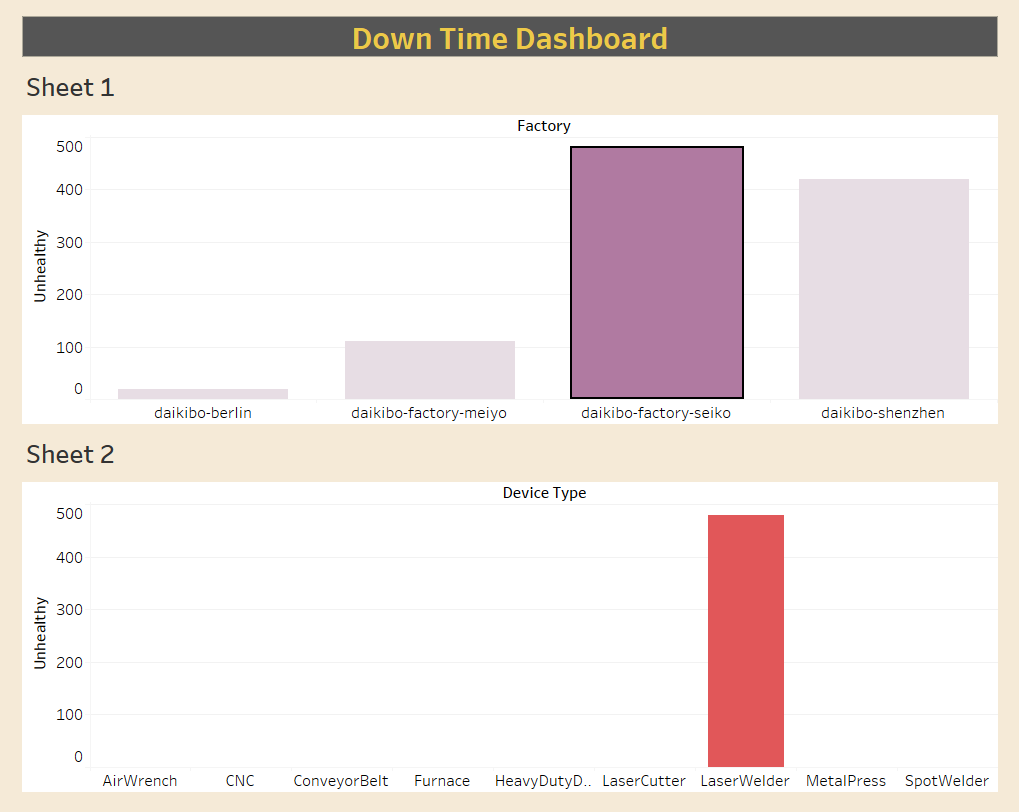 Down Time Dashboard
Sheet 1
Factory
500
400
300
200
100
0
Unhealthy
daikibo-berlin daikibo-factory-meiyo daikibo-factory-seiko daikibo-shenzhen
Sheet 2
Device Type
500
400
300
200
100
0
Unhealthy
AirWrench CNC ConveyorBelt Furnace HeavyDutyD.. LaserCutter LaserWelder MetalPress SpotWelder